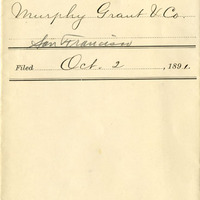 Murphy Grant & Co.
San Francisco
Filed Oct. 2, 1891.